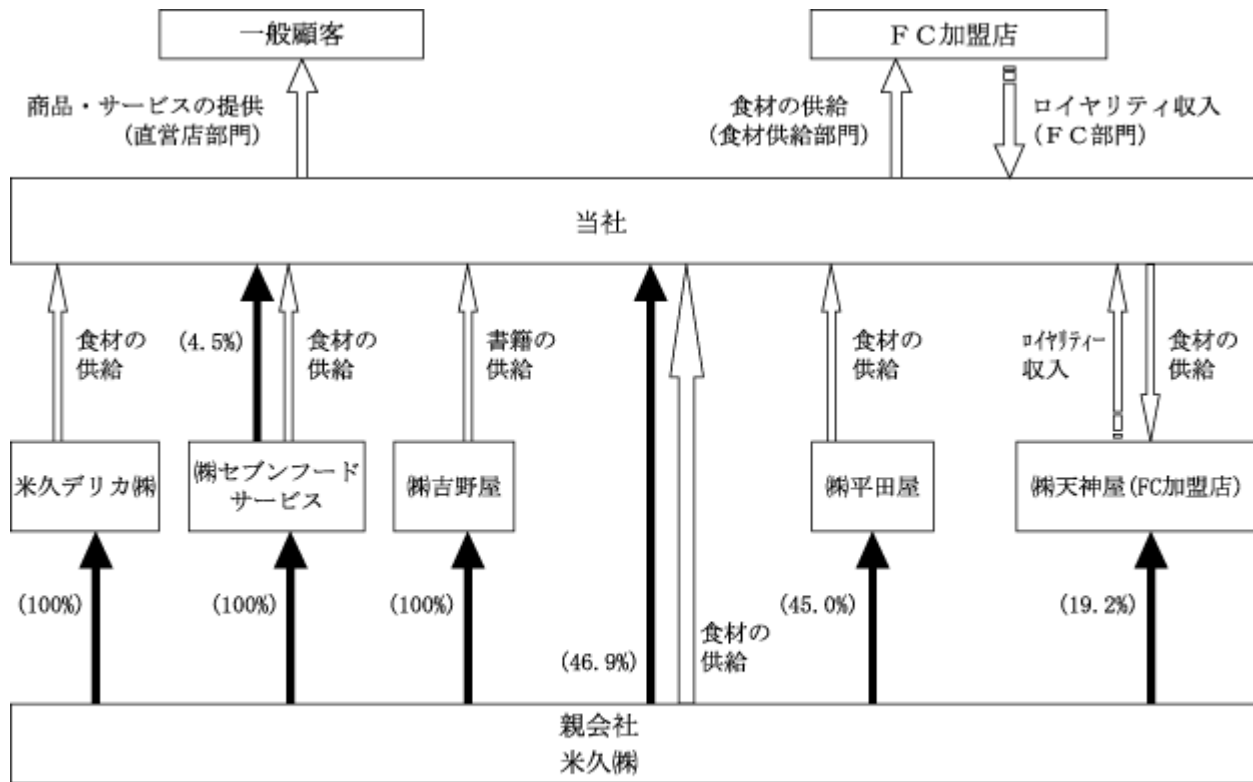 一般顧客
ＦＣ加盟店
商品・サービスの提供
(直営店部門)
食材の供給
(食材供給部門)
ロイヤリティ収入
(ＦＣ部門)
当社
食材の
供給
(4.5%)
食材の
供給
書籍の
供給
食材の
供給
ﾛｲﾔﾘﾃｨｰ
収入
食材の
供給
米久デリカ㈱
㈱セブンフード
サービス
㈱吉野屋
㈱平田屋
㈱天神屋(FC加盟店)
(100%)
(100%)
(100%)
(46.9%)
食材の
供給
(45.0%)
(19.2%)
親会社
米久㈱